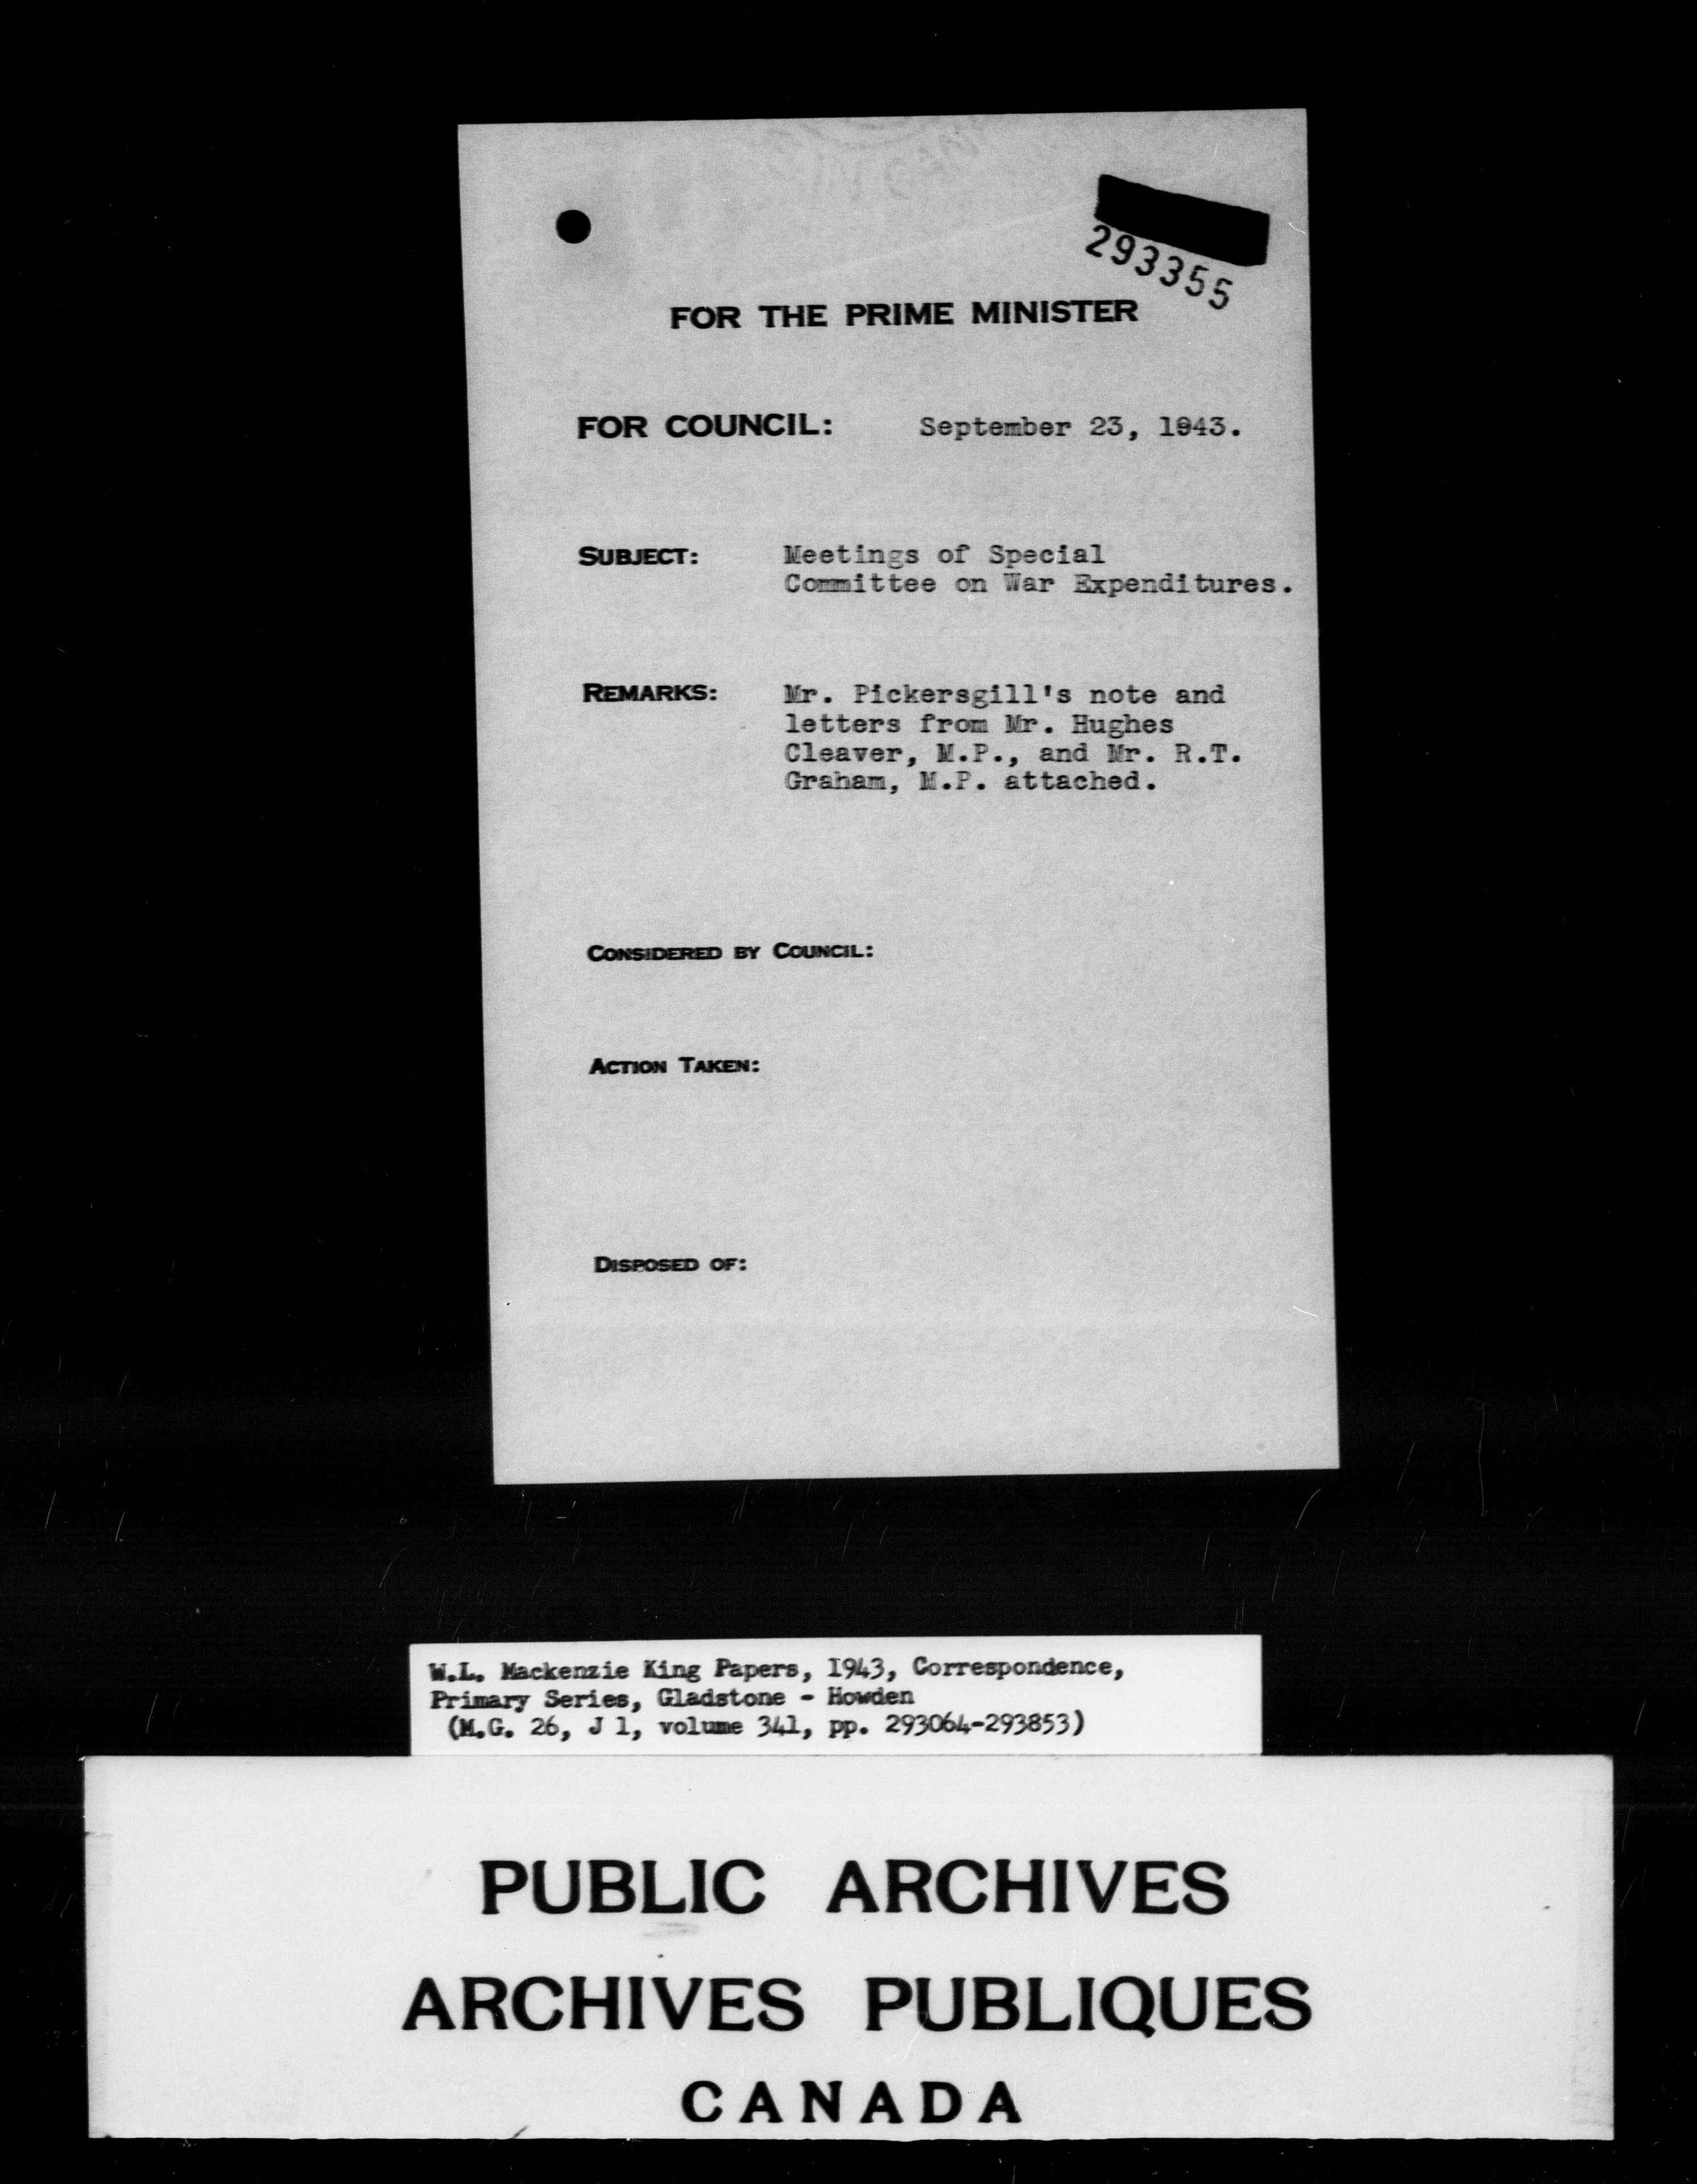 293355
FOR THE PRIME MINISTER
FOR COUNCIL: September 23, 1943.
SUBJECT: Meetings of Special
Committee on War Expenditures.
REMARKS: Mr. Pickersgill's note and
letters from Mr. Hughes
Cleaver, M.P., and Mr. R.T.
Graham, M.P. attached.
CONSIDERED BY COUNCIL:
ACTION TAKEN:
DISPOSED OF:
W.L. Mackenzie King Papers, 1943, Correspondence,
Primary Series, Gladstone - Howden
(M.G. 26, J 1, volume 341, pp. 293064-293853)
PUBLIC ARCHIVES
ARCHIVES PUBLIQUES
CANADA